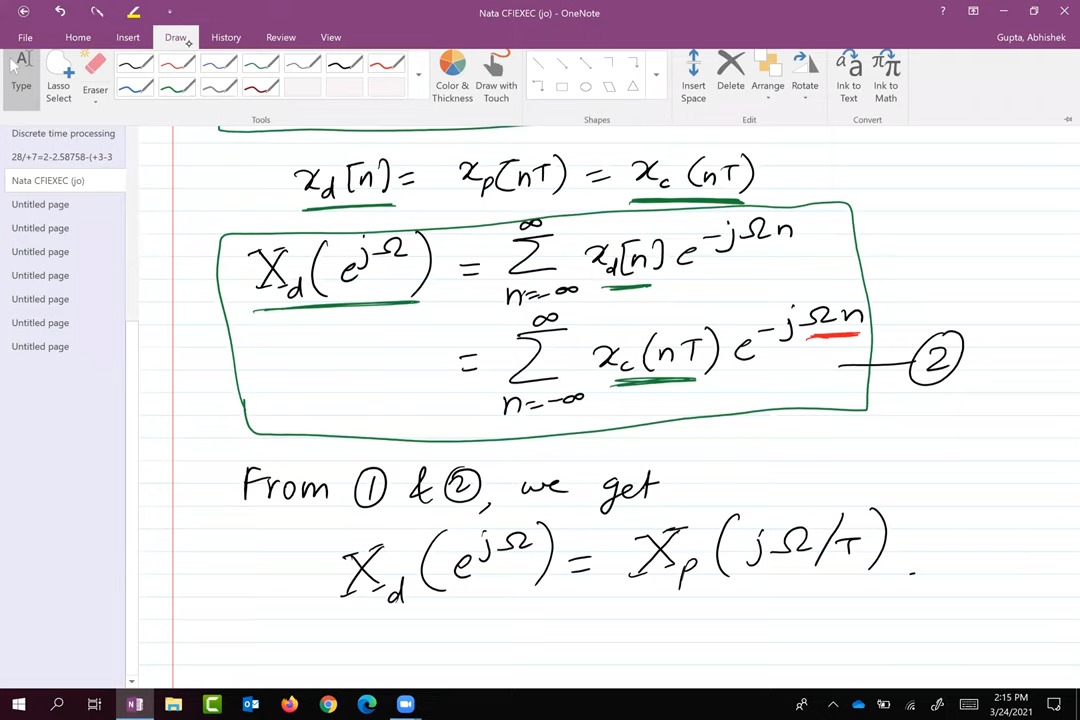 Nata CFIEXEC (jo) - OneNote
Gupta, Abhishek
File Home Insert Draw History Review View
Type Lasso Select Eraser Color & Thickness Draw with Touch Insert Space Delete Arrange Rotate Ink to Text Ink to Math
Tools Shapes Edit Convert
Discrete time processing
28/+7=2-2.58758-(+3-3
Nata CFIEXEC (jo)
Untitled page
Untitled page
Untitled page
Untitled page
Untitled page
Untitled page
Untitled page
x_d[n] = x_p(nT) = x_c(nT)
X_d(e^{jΩ}) = ∑_{n=-∞}^{∞} x_d[n] e^{-jΩn}
= ∑_{n=-∞}^{∞} x_c(nT) e^{-jΩn} — ②
From ① & ②, we get
X_d(e^{jΩ}) = X_p(jΩ/T).
2:15 PM
3/24/2021